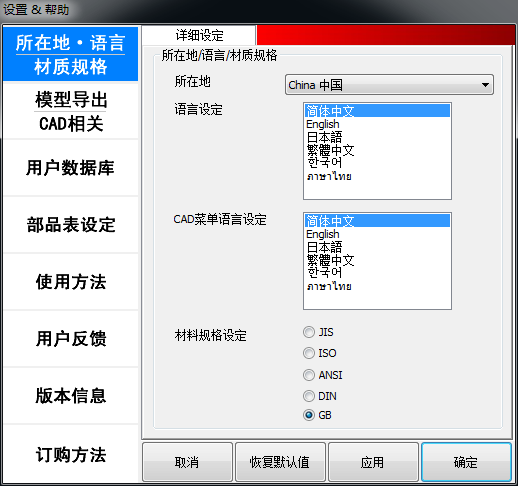 设置 & 帮助
所在地・语言
材质规格
模型导出
CAD相关
用户数据库
部品表设定
使用方法
用户反馈
版本信息
订购方法
详细设定
所在地/语言/材质规格
所在地
China 中国
语言设定
简体中文
English
日本語
繁體中文
한국어
ภาษาไทย
CAD菜单语言设定
简体中文
English
日本語
繁體中文
한국어
ภาษาไทย
材料规格设定
JIS
ISO
ANSI
DIN
GB
取消
恢复默认值
应用
确定